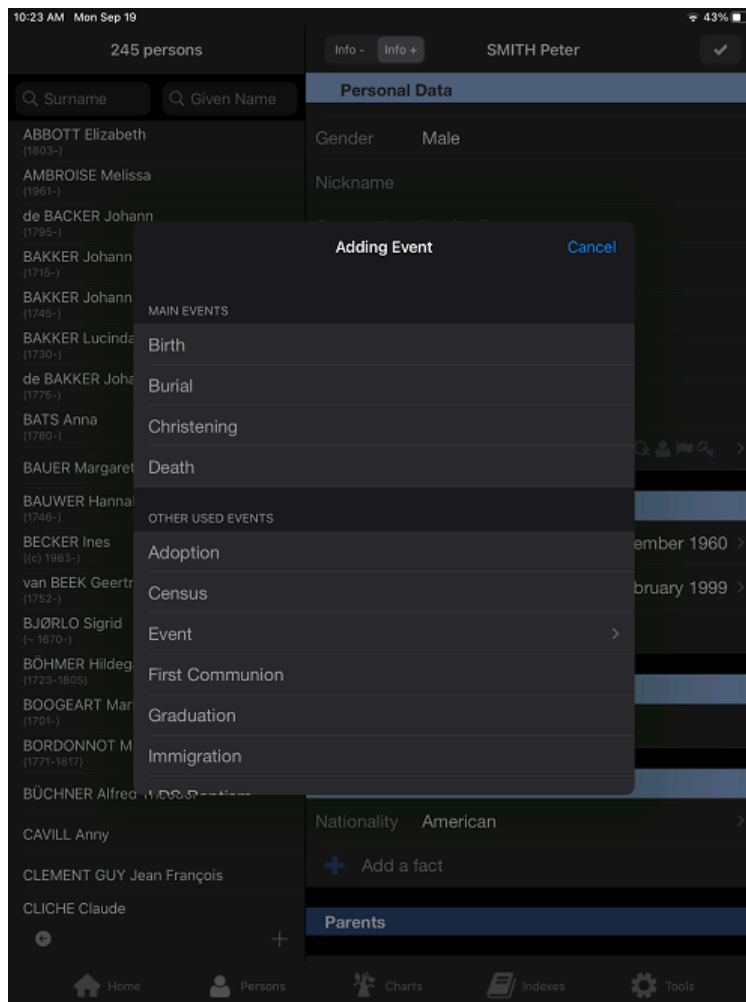 10:23 AM Mon Sep 19
43%
245 persons
Info - Info + SMITH Peter
Surname Given Name
Personal Data
ABBOTT Elizabeth
(1803-)
Gender Male
AMBROISE Melissa
(1961-)
Nickname
de BACKER Johann
(1795-)
BAKKER Johann
(1715-)
BAKKER Johann
(1745-)
BAKKER Lucinda
(1730-)
de BAKKER Joha
(1775-)
BATS Anna
(1780-)
BAUER Margaret
BAUWER Hannal
(1746-)
BECKER Ines
((c) 1983-)
van BEEK Geertr
(1752-)
BJØRLO Sigrid
(~ 1670-)
BÖHMER Hildeg
(1723-1805)
BOOGEART Mar
(1701-)
BORDONNOT M
(1771-1817)
BÜCHNER Alfred
CAVILL Anny
CLEMENT GUY Jean François
CLICHE Claude
Adding Event Cancel
MAIN EVENTS
Birth
Burial
Christening
Death
OTHER USED EVENTS
Adoption
Census
Event
First Communion
Graduation
Immigration
LDS Baptism
ember 1960
bruary 1999
Nationality American
Add a fact
Parents
Home Persons Charts Indexes Tools